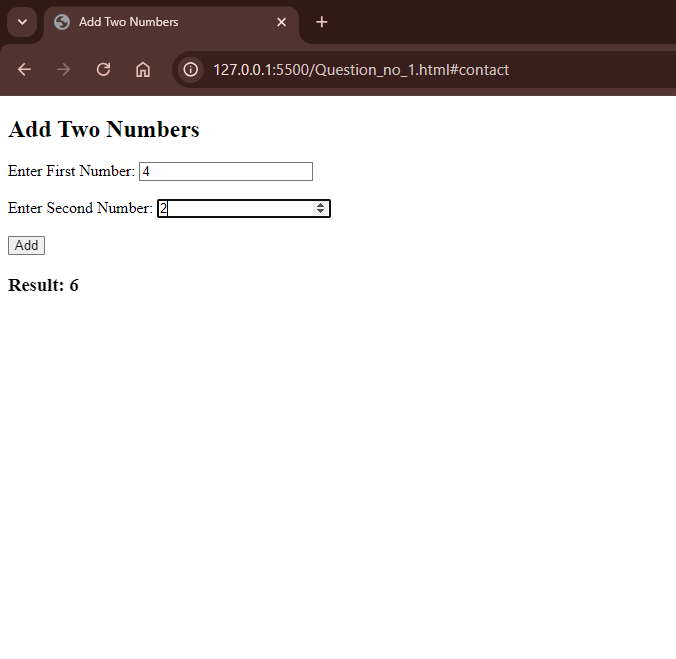 Add Two Numbers
127.0.0.1:5500/Question_no_1.html#contact
Add Two Numbers
Enter First Number: 4
Enter Second Number: 2
Add
Result: 6